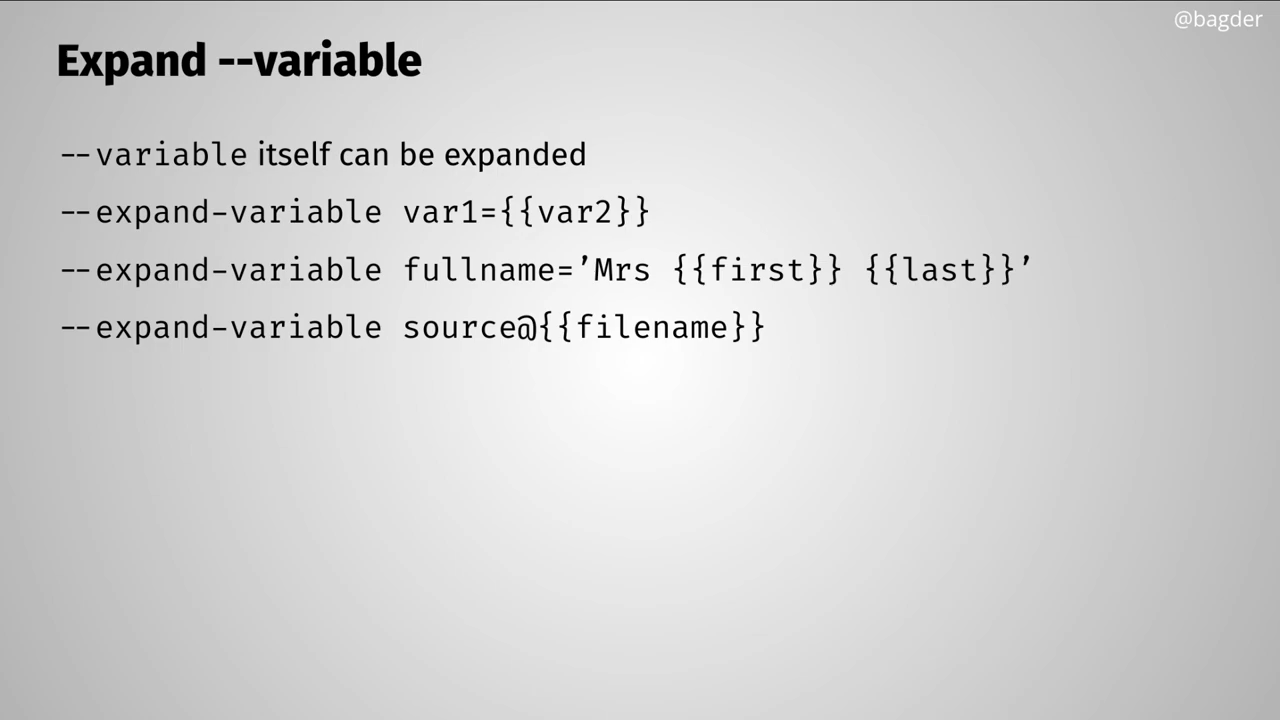 @bagder
Expand --variable
--variable itself can be expanded
--expand-variable var1={{var2}}
--expand-variable fullname=’Mrs {{first}} {{last}}’
--expand-variable source@{{filename}}